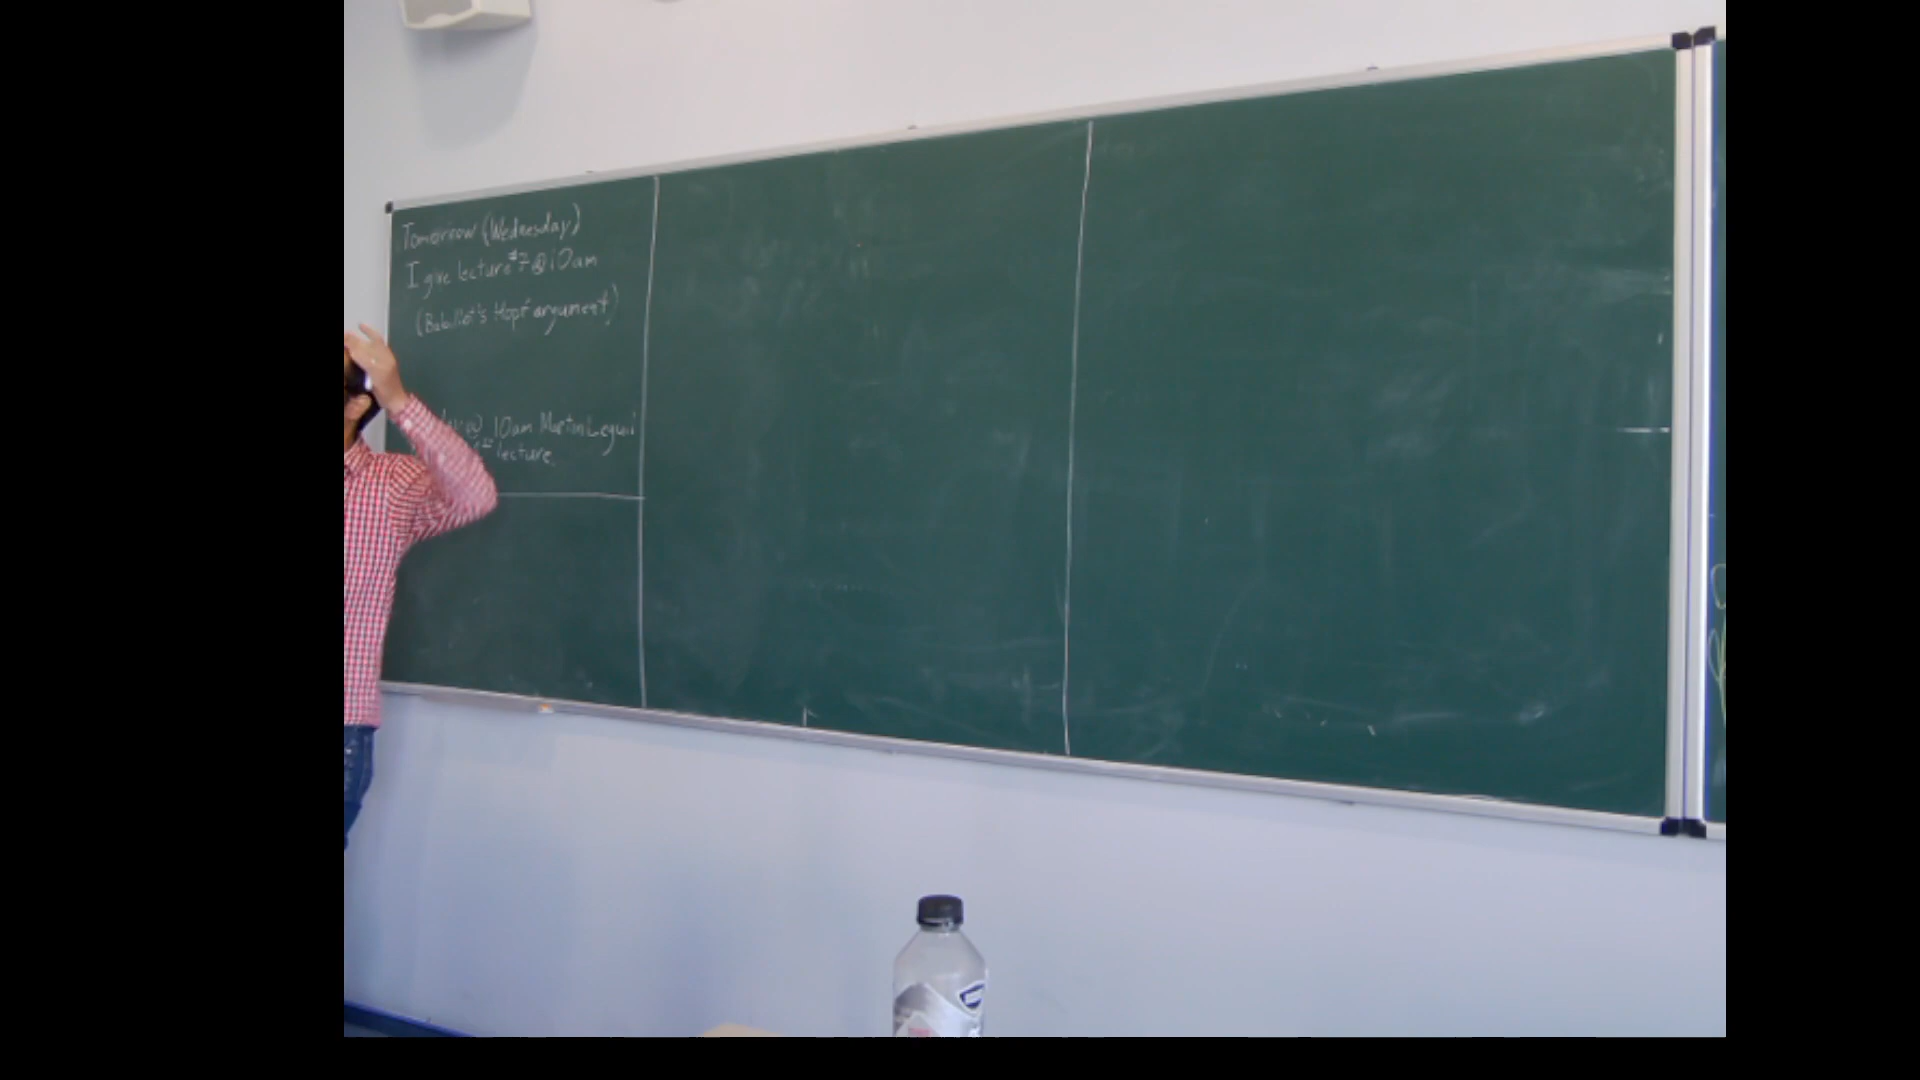 Tomorrow (Wednesday)
I give lecture #7 @ 10am
(Babillot's Hopf argument)
@ 10am Martin Leguil
lecture.